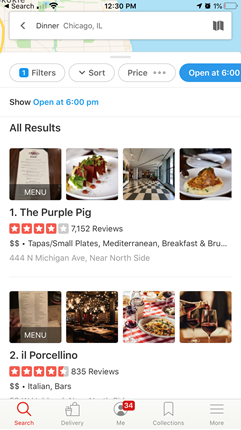 Search
12:30 PM
1%
Dinner Chicago, IL
1 Filters
Sort
Price
Open at 6:00
Show Open at 6:00 pm
All Results
MENU
1. The Purple Pig
7,152 Reviews
$$ • Tapas/Small Plates, Mediterranean, Breakfast & Bru...
444 N Michigan Ave, Near North Side
MENU
2. il Porcellino
835 Reviews
$$ • Italian, Bars
34
Search
Delivery
Me
Collections
More